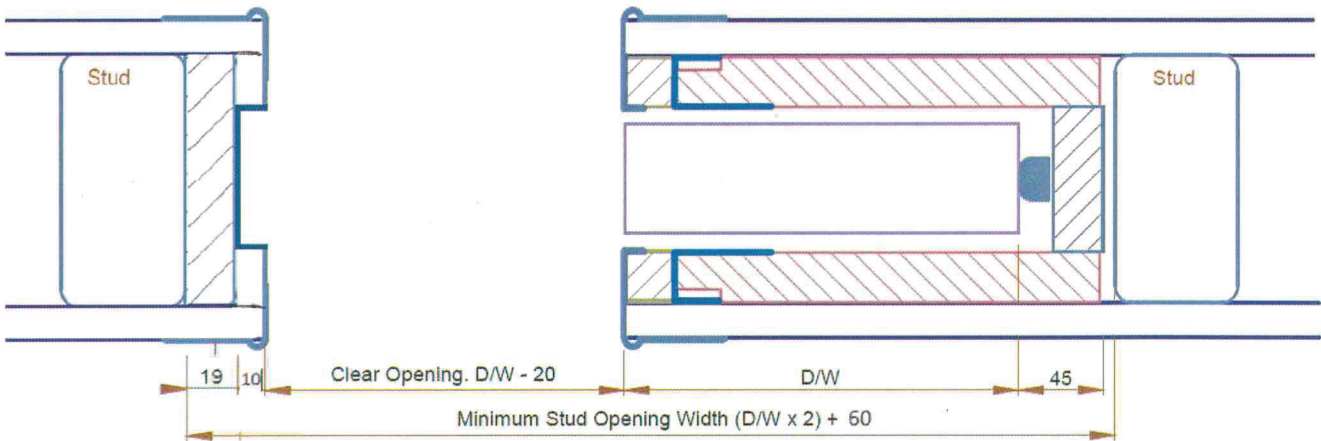 Stud
Stud
19
10
Clear Opening. D/W - 20
D/W
45
Minimum Stud Opening Width (D/W x 2) + 60